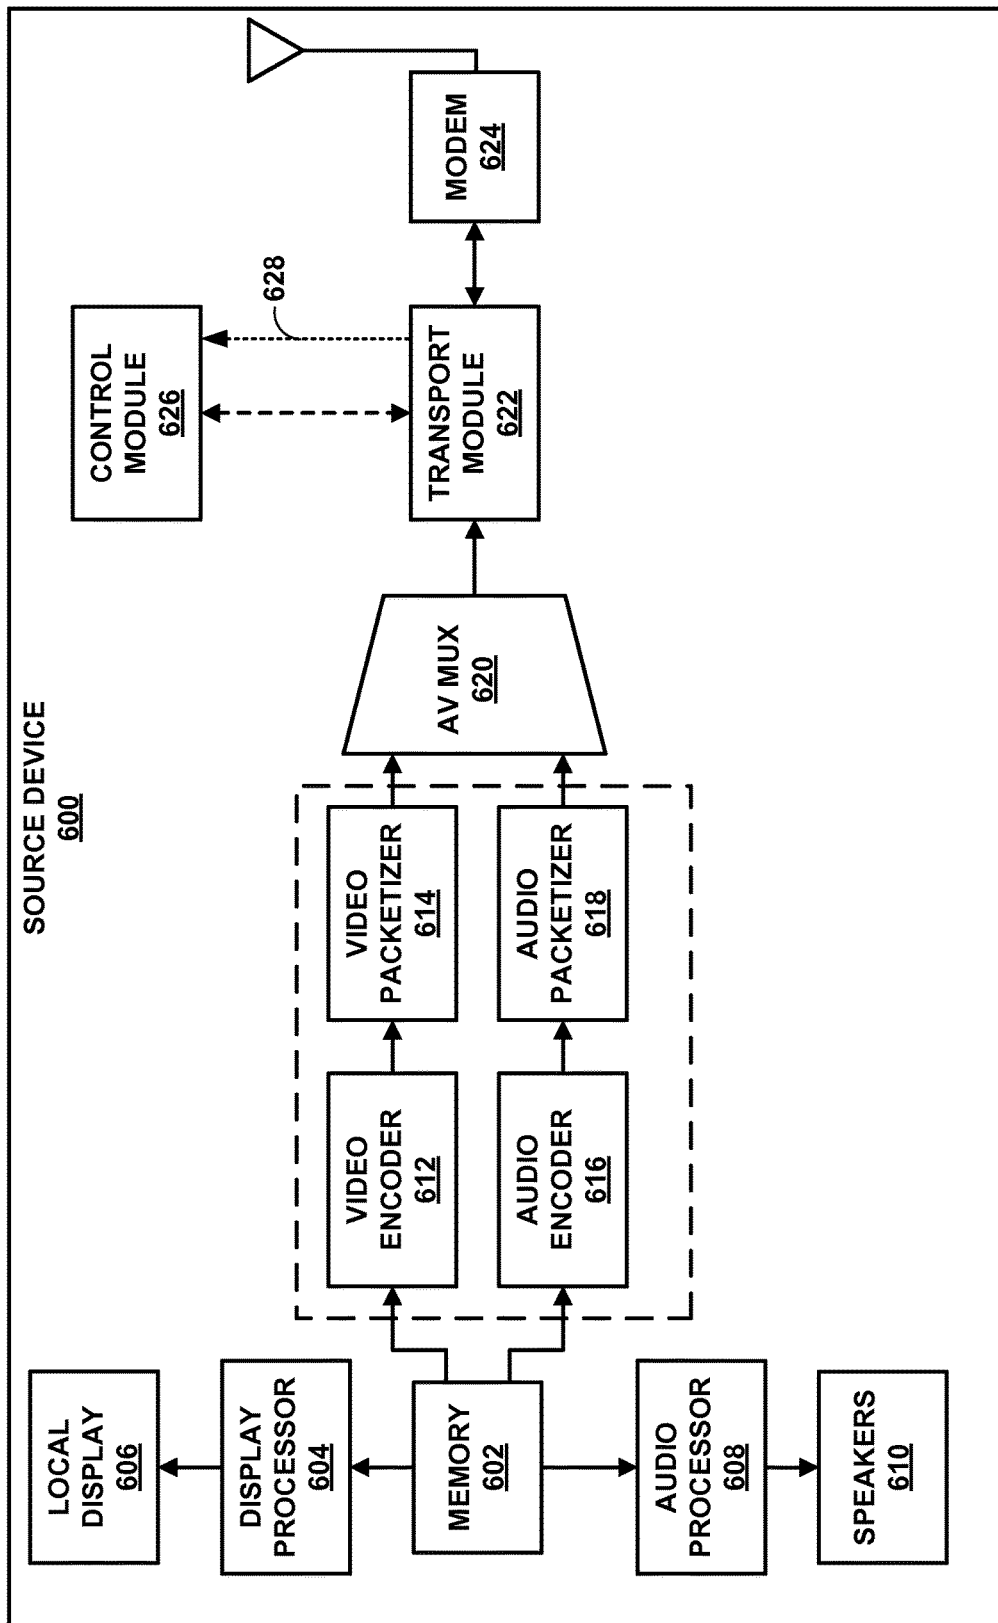 SOURCE DEVICE
600
LOCAL
DISPLAY
606
DISPLAY
PROCESSOR
604
MEMORY
602
AUDIO
PROCESSOR
608
SPEAKERS
610
VIDEO
ENCODER
612
VIDEO
PACKETIZER
614
AUDIO
ENCODER
616
AUDIO
PACKETIZER
618
AV MUX
620
CONTROL
MODULE
626
628
TRANSPORT
MODULE
622
MODEM
624